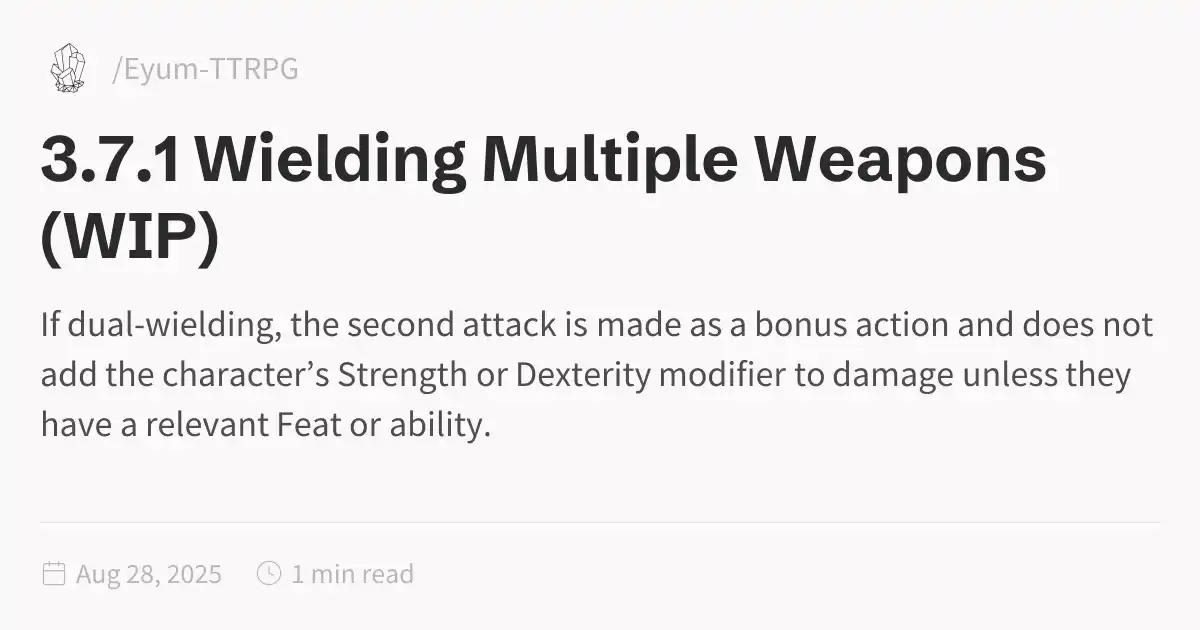 /Eyum-TTRPG
3.7.1 Wielding Multiple Weapons
(WIP)
If dual-wielding, the second attack is made as a bonus action and does not
add the character’s Strength or Dexterity modifier to damage unless they
have a relevant Feat or ability.
Aug 28, 2025 1 min read